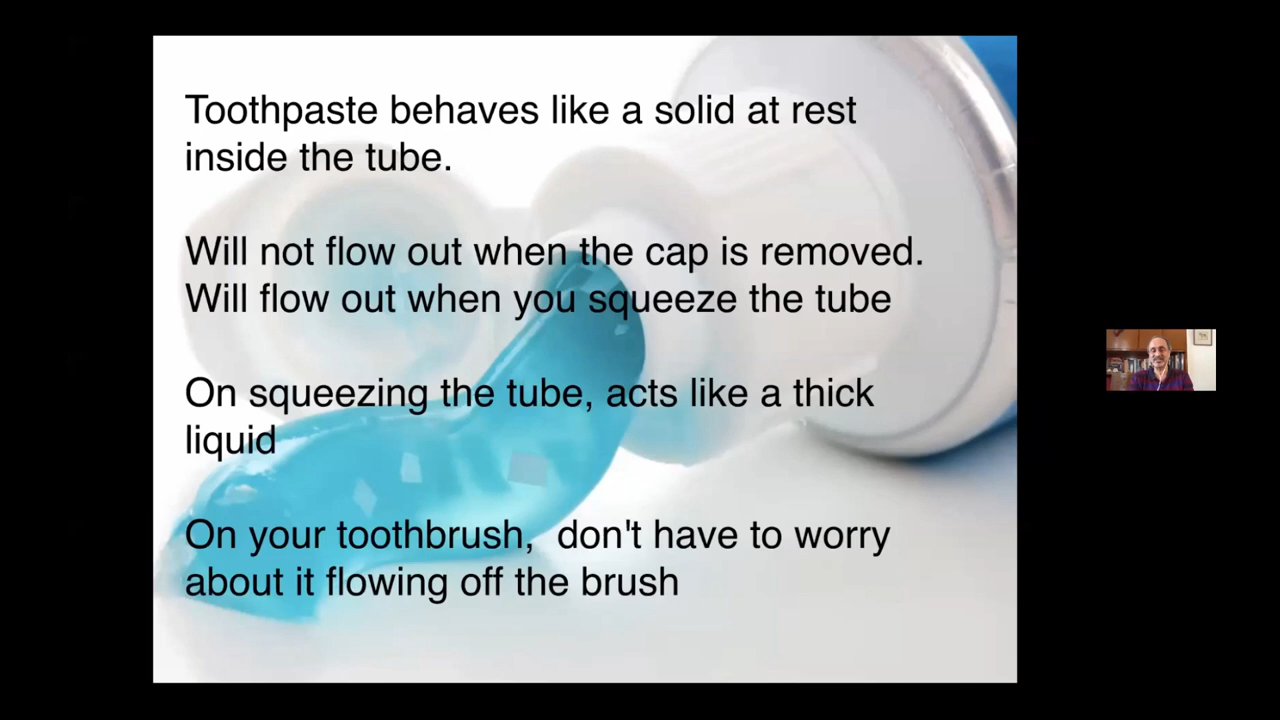 Toothpaste behaves like a solid at rest
inside the tube.
Will not flow out when the cap is removed.
Will flow out when you squeeze the tube
On squeezing the tube, acts like a thick
liquid
On your toothbrush,  don't have to worry
about it flowing off the brush